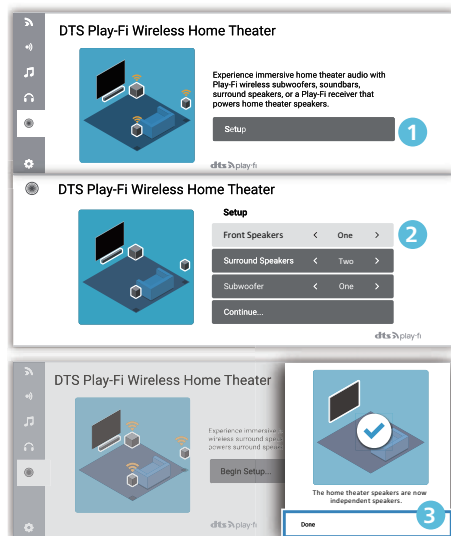 DTS Play-Fi Wireless Home Theater
Experience immersive home theater audio with
Play-Fi wireless subwoofers, soundbars,
surround speakers, or a Play-Fi receiver that
powers home theater speakers.
Setup
1
dts play-fi
DTS Play-Fi Wireless Home Theater
Setup
Front Speakers < One >
2
Surround Speakers < Two >
Subwoofer < One >
Continue...
dts play-fi
DTS Play-Fi Wireless Home Theater
Experience immersive
wireless surround
powers surround
Begin Setup...
dts play-fi
The home theater speakers are now
independent speakers.
Done
3